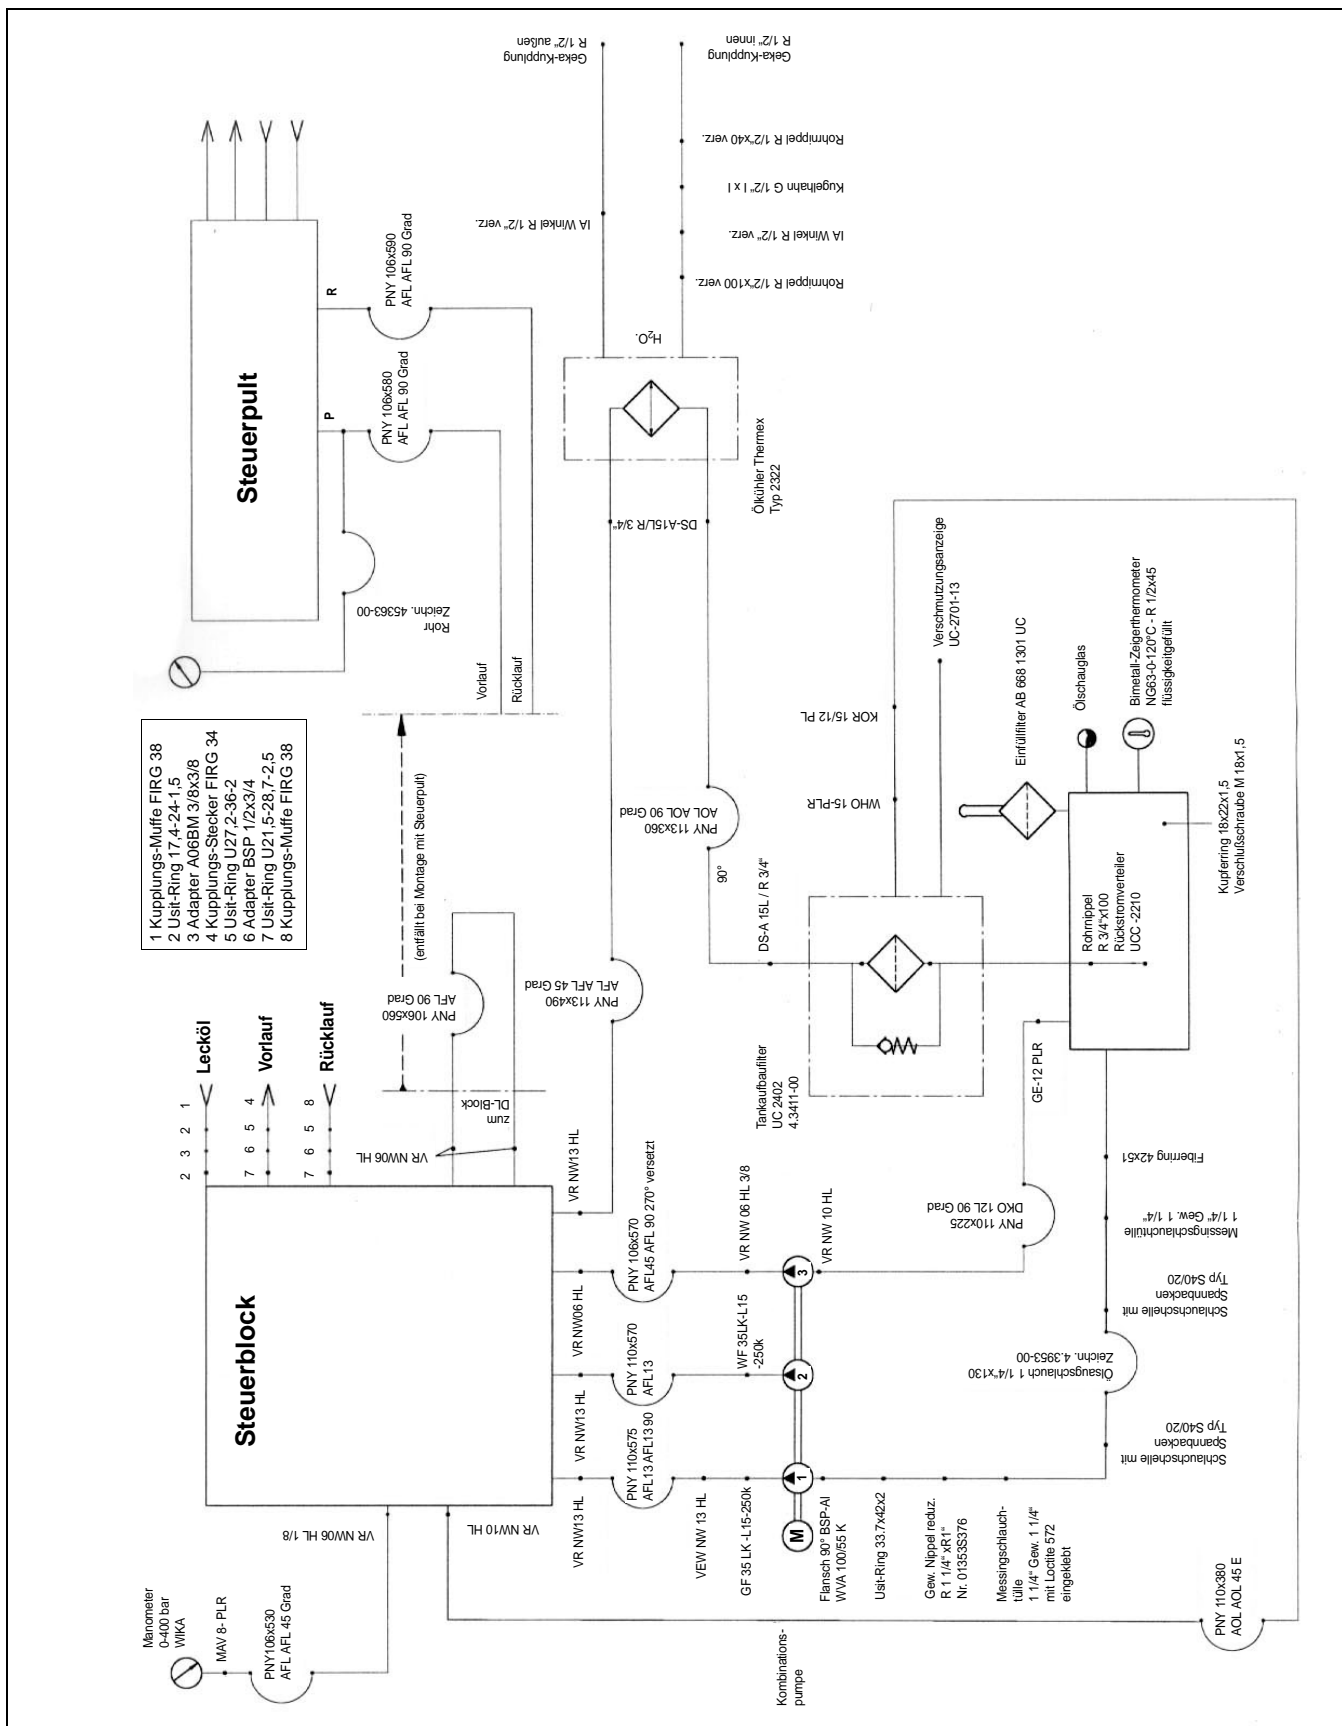 R 1/2“ außen
Geka-Kupplung
R 1/2“ innen
Geka-Kupplung
Rohrnippel R 1/2“x40 verz.
Kugelhahn G 1/2“ I x I
IA Winkel R 1/2“ verz.
IA Winkel R 1/2“ verz.
Rohrnippel R 1/2“x100 verz.
H₂O.
Steuerpult
R
P
PNY 106x590
AFL AFL 90 Grad
PNY 106x580
AFL AFL 90 Grad
Rohr
Zeichn. 45363-00
Vorlauf
Rücklauf
Ölkühler Thermex
Typ 2322
DS-A15L/R 3/4“
1 Kupplungs-Muffe FIRG 38
2 Usit-Ring 17,4-24-1,5
3 Adapter A06BM 3/8x3/8
4 Kupplungs-Stecker FIRG 34
5 Usit-Ring U27,2-36-2
6 Adapter BSP 1/2x3/4
7 Usit-Ring U21,5-28,7-2,5
8 Kupplungs-Muffe FIRG 38
(entfällt bei Montage mit Steuerpult)
PNY 106x560
AFL 90 Grad
zum
DL-Block
VR NW06 HL
PNY 113x490
AFL AFL 45 Grad
PNY 113x360
AOL AOL 90 Grad
90°
DS-A 15L / R 3/4“
KOR 15/12 PL
WHO 15-PLR
Verschmutzungsanzeige
UC-2701-13
Einfüllfilter AB 668 1301 UC
Ölschauglas
Bimetall-Zeigerthermometer
NG63-0-120°C - R 1/2x45
flüssigkeitgefüllt
Kupferring 18x22x1,5
Verschlußschraube M 18x1,5
Rohrnippel
R 3/4“x100
Rückstromverteiler
UCC -2210
Tankaufbaufilter
UC 2402
4.3411-00
GE-12 PLR
2 3 2 1 Lecköl
7 6 5 4 Vorlauf
7 6 5 8 Rücklauf
Steuerblock
VR NW13 HL
VR NW06 HL
VR NW13 HL
VR NW13 HL
PNY 106x570
AFL45 AFL 90 270° versetzt
PNY 110x570
AFL13
PNY 110x575
AFL13 AFL13 90
VR NW 06 HL 3/8
WF 35LK-L15
-250k
VEW NW 13 HL
GF 35 LK -L15-250k
VR NW 10 HL
3
2
1
M
Kombinations-
pumpe
Flansch 90° BSP-Al
WVA 100/55 K
Usit-Ring 33.7x42x2
Gew. Nippel reduz.
R 1 1/4“ xR1“
Nr. 01353S376
Messingschlauch-
tülle
1 1/4“ Gew. 1 1/4“
mit Loctite 572
eingeklebt
PNY 110x225
DKO 12L 90 Grad
Fiberring 42x51
Messingschlauchtülle
1 1/4“ Gew. 1 1/4“
Schlauchschelle mit
Spannbacken
Typ S40/20
Ölsaugschlauch 1 1/4“x130
Zeichn. 4.3953-00
Schlauchschelle mit
Spannbacken
Typ S40/20
VR NW06 HL 1/8
VR NW10 HL
Manometer
0-400 bar
WIKA
MAV 8- PLR
PNY106x530
AFL AFL 45 Grad
PNY 110x380
AOL AOL 45 E